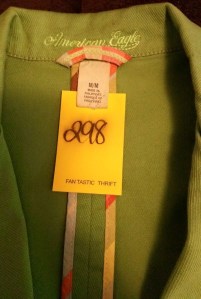 American Eagle
M/M
298
FANTASTIC THRIFT